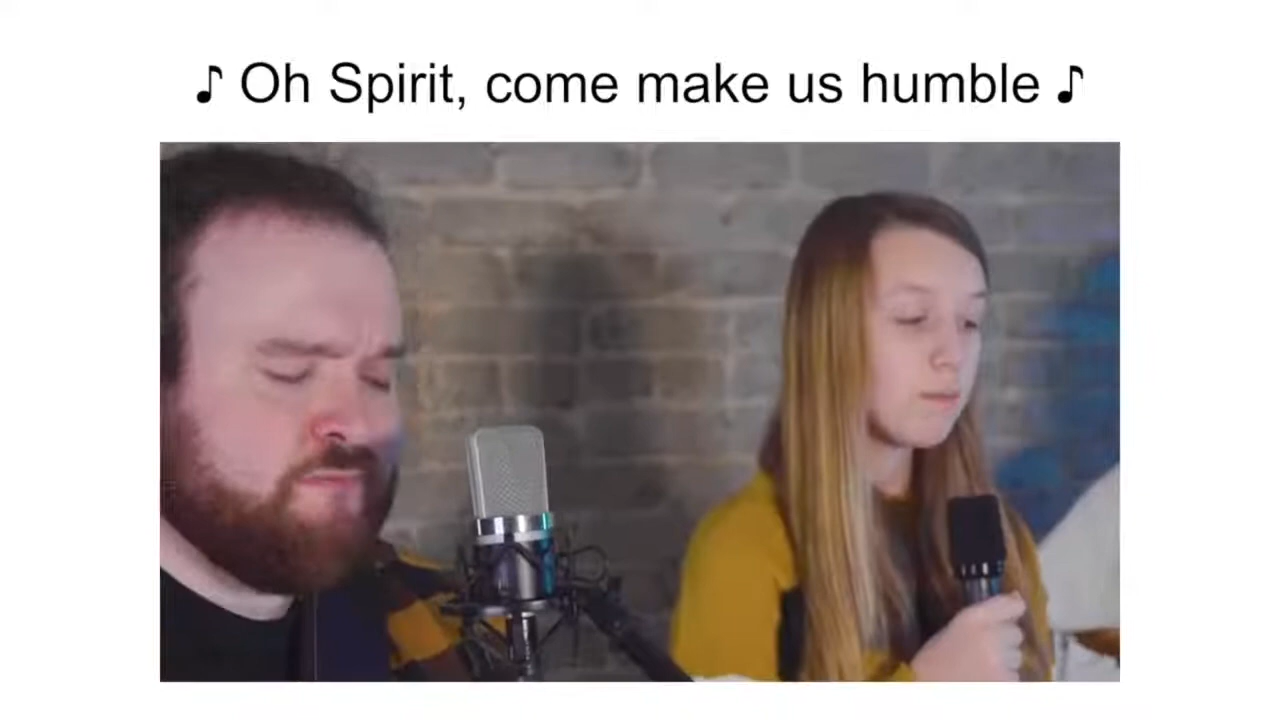 ♪ Oh Spirit, come make us humble ♪